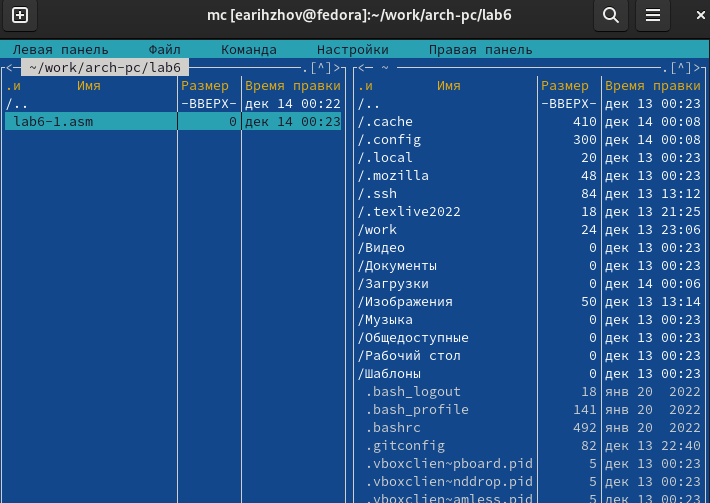 mc [earihzhov@fedora]:~/work/arch-pc/lab6
Левая панель Файл Команда Настройки Правая панель
<— ~/work/arch-pc/lab6 .[^]>
.и Имя Размер Время правки
/.. -ВВЕРХ- дек 14 00:22
lab6-1.asm 0 дек 14 00:23
<— ~ .[^]>
.и Имя Размер Время правки
/.. -ВВЕРХ- дек 13 00:23
/.cache 410 дек 14 00:08
/.config 300 дек 14 00:08
/.local 20 дек 13 00:23
/.mozilla 48 дек 13 00:23
/.ssh 84 дек 13 13:12
/.texlive2022 18 дек 13 21:25
/work 24 дек 13 23:06
/Видео 0 дек 13 00:23
/Документы 0 дек 13 00:23
/Загрузки 0 дек 14 00:06
/Изображения 50 дек 13 13:14
/Музыка 0 дек 13 00:23
/Общедоступные 0 дек 13 00:23
/Рабочий стол 0 дек 13 00:23
/Шаблоны 0 дек 13 00:23
.bash_logout 18 янв 20 2022
.bash_profile 141 янв 20 2022
.bashrc 492 янв 20 2022
.gitconfig 82 дек 13 22:40
.vboxclien~pboard.pid 5 дек 13 00:23
.vboxclien~nddrop.pid 5 дек 13 00:23
.vboxclien~amless.pid 5 дек 13 00:23